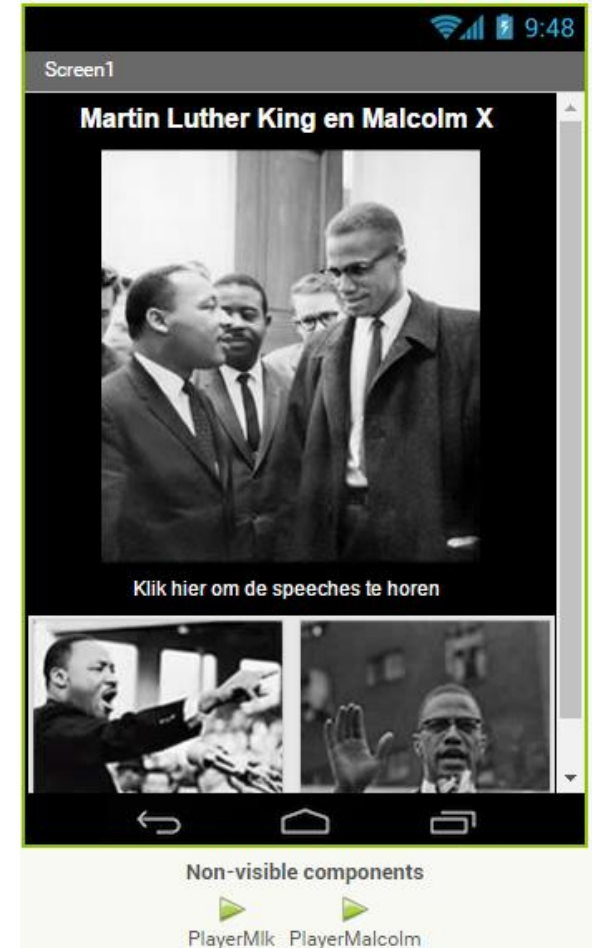 9:48
Screen1
Martin Luther King en Malcolm X
Klik hier om de speeches te horen
Non-visible components
PlayerMlk PlayerMalcolm